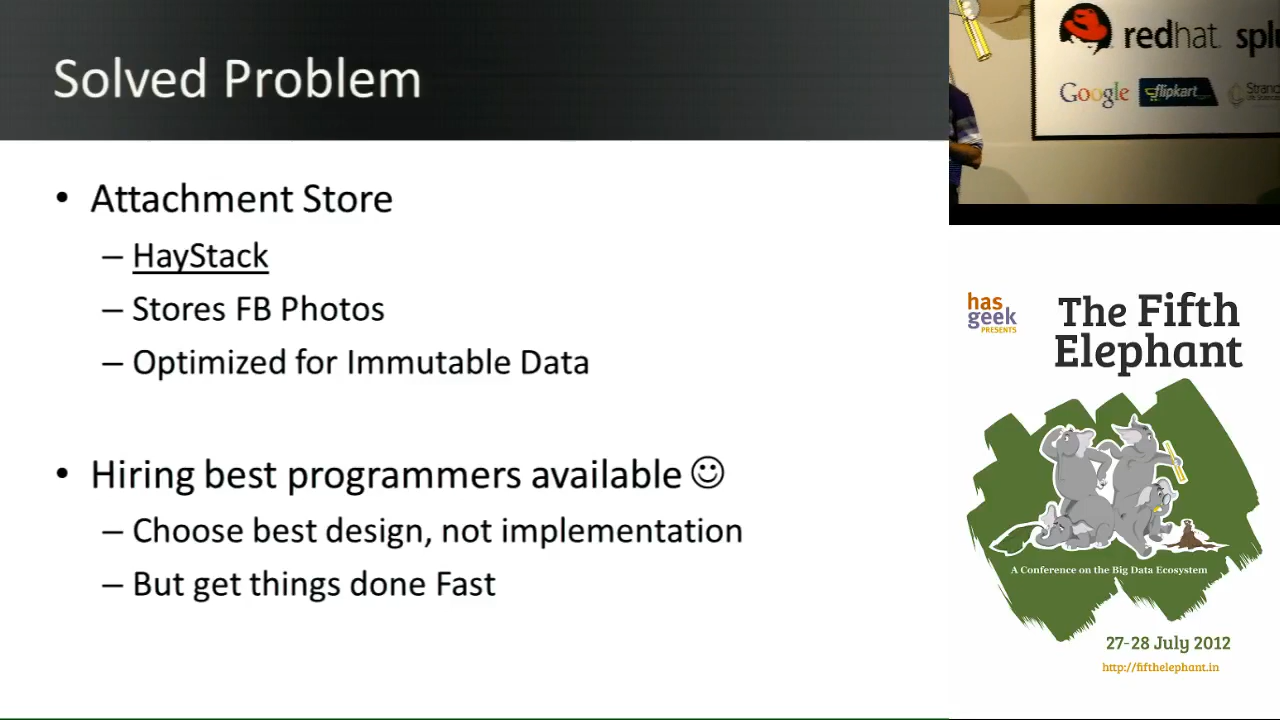 Solved Problem
• Attachment Store
– HayStack
– Stores FB Photos
– Optimized for Immutable Data
• Hiring best programmers available ☺
– Choose best design, not implementation
– But get things done Fast
redhat. splu
Google flipkart Strand
has
geek
PRESENTS
The Fifth
Elephant
A Conference on the Big Data Ecosystem
27-28 July 2012
http://fifthelephant.in